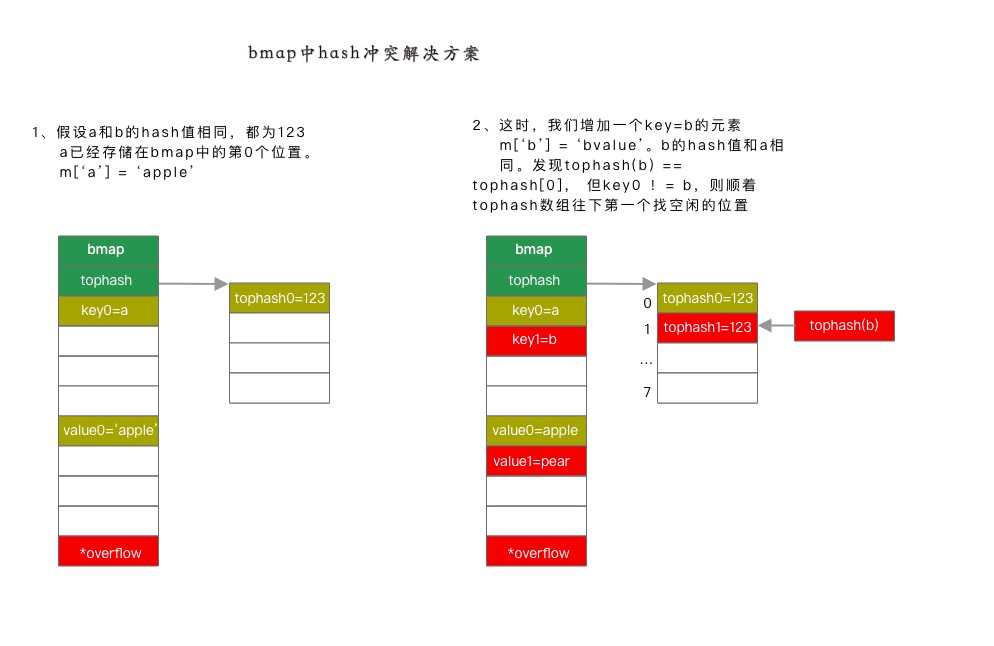 bmap中hash冲突解决方案
1、假设a和b的hash值相同，都为123
a已经存储在bmap中的第0个位置。
m[‘a’] = ‘apple’
2、这时，我们增加一个key=b的元素
m[‘b’] = ‘bvalue’。b的hash值和a相
同。发现tophash(b) ==
tophash[0]， 但key0 ！= b，则顺着
tophash数组往下第一个找空闲的位置
bmap
tophash
key0=a
value0=‘apple’
*overflow
tophash0=123
bmap
tophash
key0=a
key1=b
value0=apple
value1=pear
*overflow
0
1
...
7
tophash0=123
tophash1=123
tophash(b)